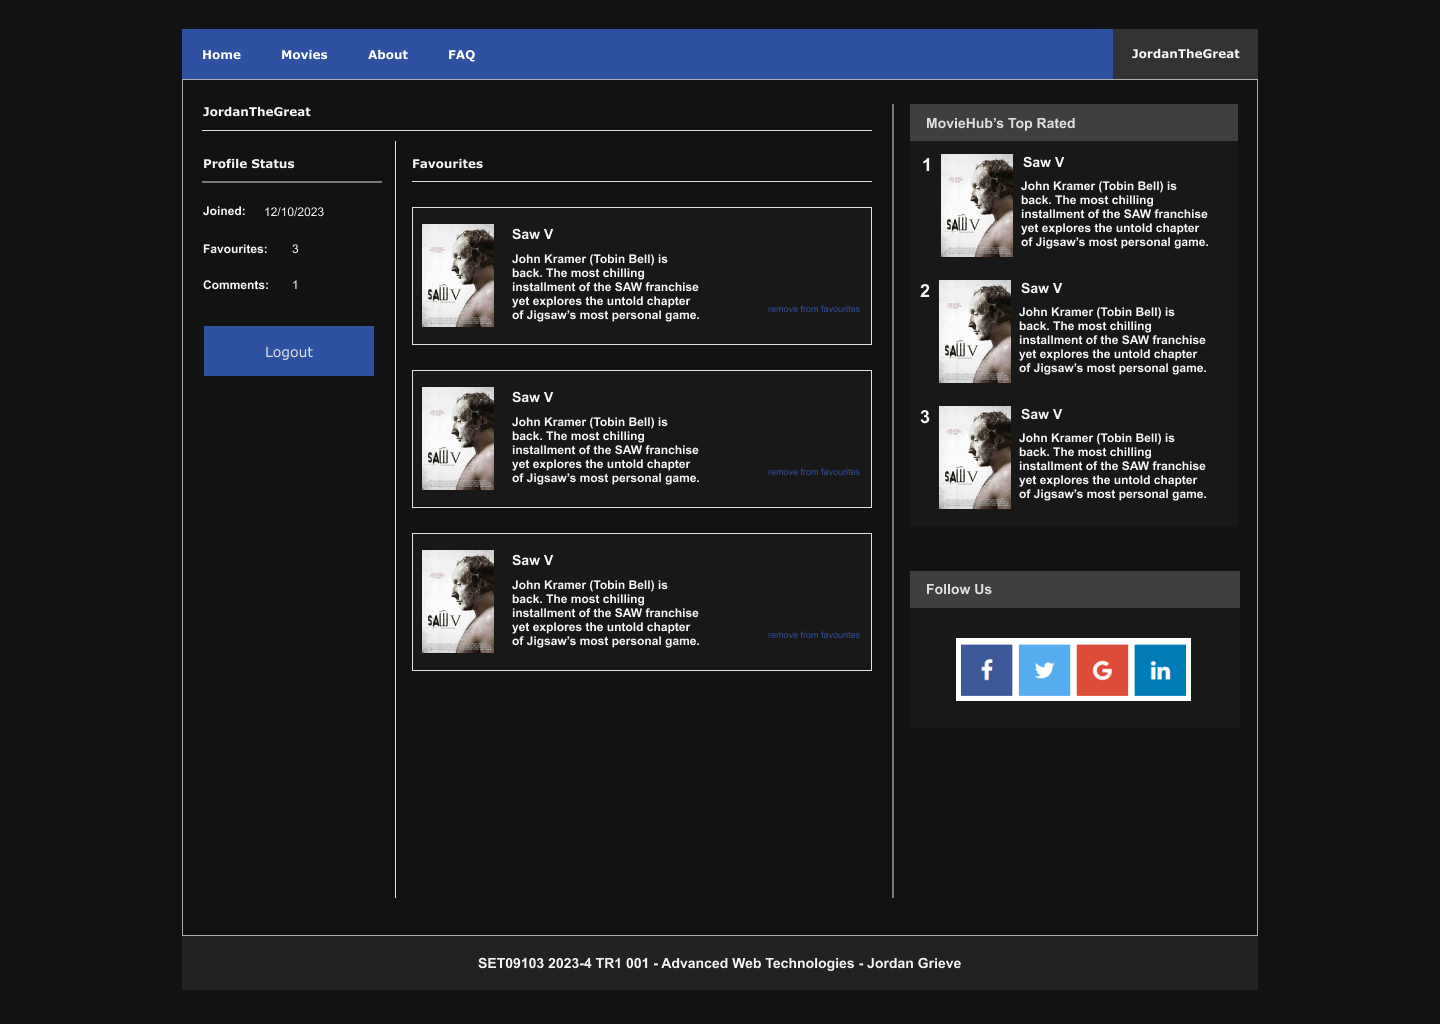 Home Movies About FAQ JordanTheGreat
JordanTheGreat
Profile Status
Joined: 12/10/2023
Favourites: 3
Comments: 1
Logout
Favourites
SAW V
Saw V
John Kramer (Tobin Bell) is
back. The most chilling
installment of the SAW franchise
yet explores the untold chapter
of Jigsaw’s most personal game.
remove from favourites
SAW V
Saw V
John Kramer (Tobin Bell) is
back. The most chilling
installment of the SAW franchise
yet explores the untold chapter
of Jigsaw’s most personal game.
remove from favourites
SAW V
Saw V
John Kramer (Tobin Bell) is
back. The most chilling
installment of the SAW franchise
yet explores the untold chapter
of Jigsaw’s most personal game.
remove from favourites
MovieHub’s Top Rated
1
SAW V
Saw V
John Kramer (Tobin Bell) is
back. The most chilling
installment of the SAW franchise
yet explores the untold chapter
of Jigsaw’s most personal game.
2
SAW V
Saw V
John Kramer (Tobin Bell) is
back. The most chilling
installment of the SAW franchise
yet explores the untold chapter
of Jigsaw’s most personal game.
3
SAW V
Saw V
John Kramer (Tobin Bell) is
back. The most chilling
installment of the SAW franchise
yet explores the untold chapter
of Jigsaw’s most personal game.
Follow Us
f G in
SET09103 2023-4 TR1 001 - Advanced Web Technologies - Jordan Grieve